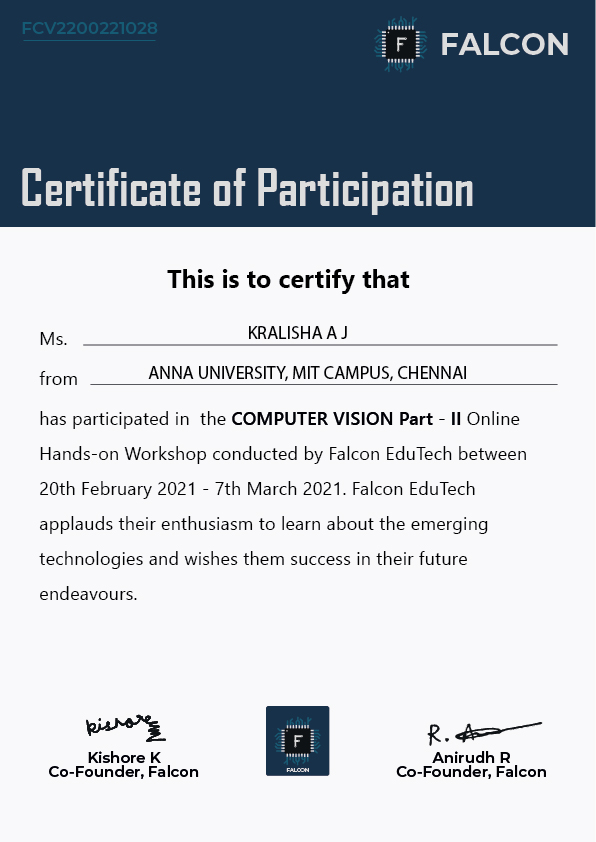 FCV2200221028
F
FALCON
Certificate of Participation
This is to certify that
Ms. KRALISHA A J
from ANNA UNIVERSITY, MIT CAMPUS, CHENNAI
has participated in the COMPUTER VISION Part - II Online
Hands-on Workshop conducted by Falcon EduTech between
20th February 2021 - 7th March 2021. Falcon EduTech
applauds their enthusiasm to learn about the emerging
technologies and wishes them success in their future
endeavours.
kishore
Kishore K
Co-Founder, Falcon
F
FALCON
R. A
Anirudh R
Co-Founder, Falcon